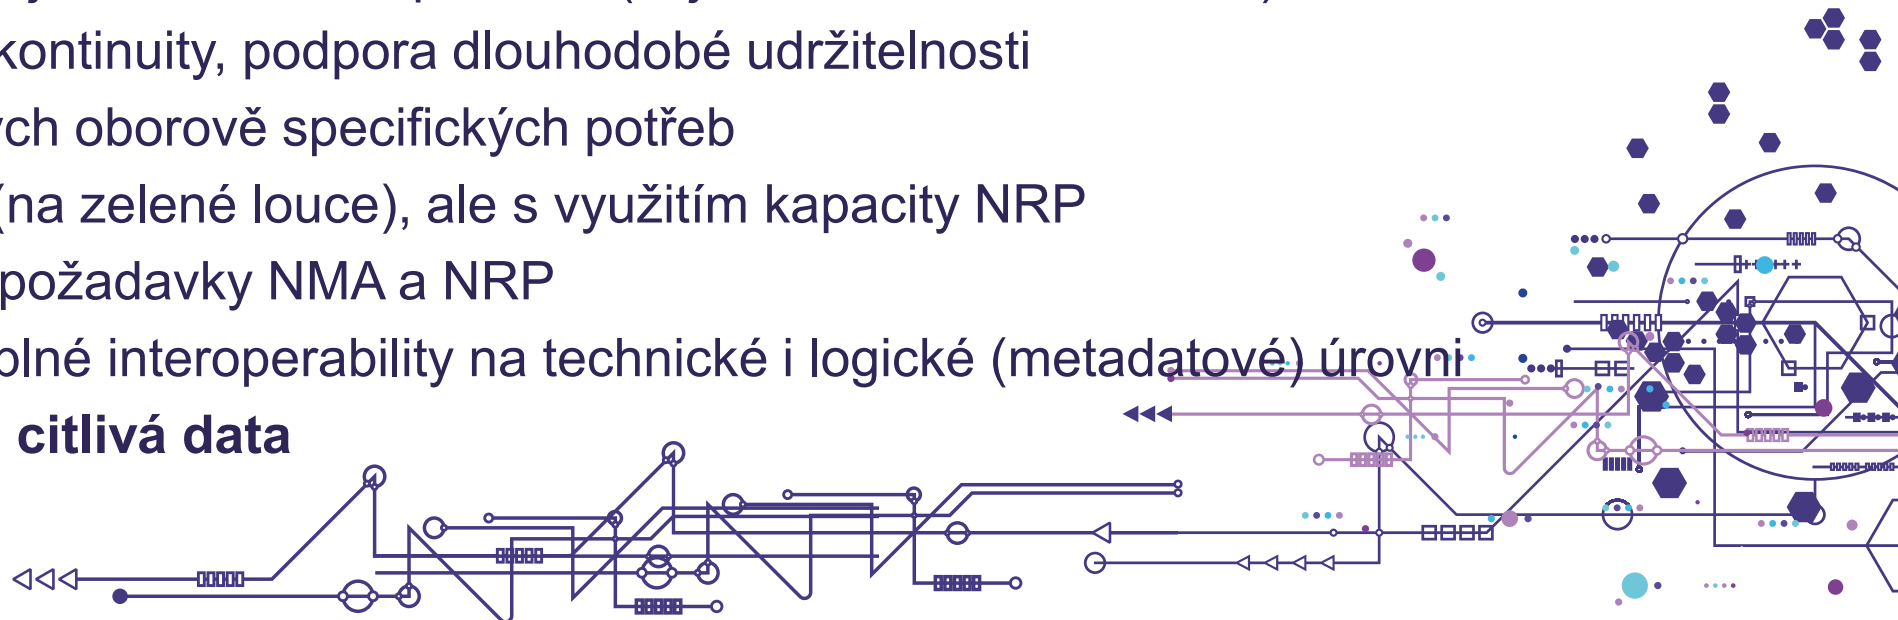 kontinuity, podpora dlouhodobé udržitelnosti
ých oborově specifických potřeb
(na zelené louce), ale s využitím kapacity NRP
požadavky NMA a NRP
plné interoperability na technické i logické (metadatové) úrovni
citlivá data